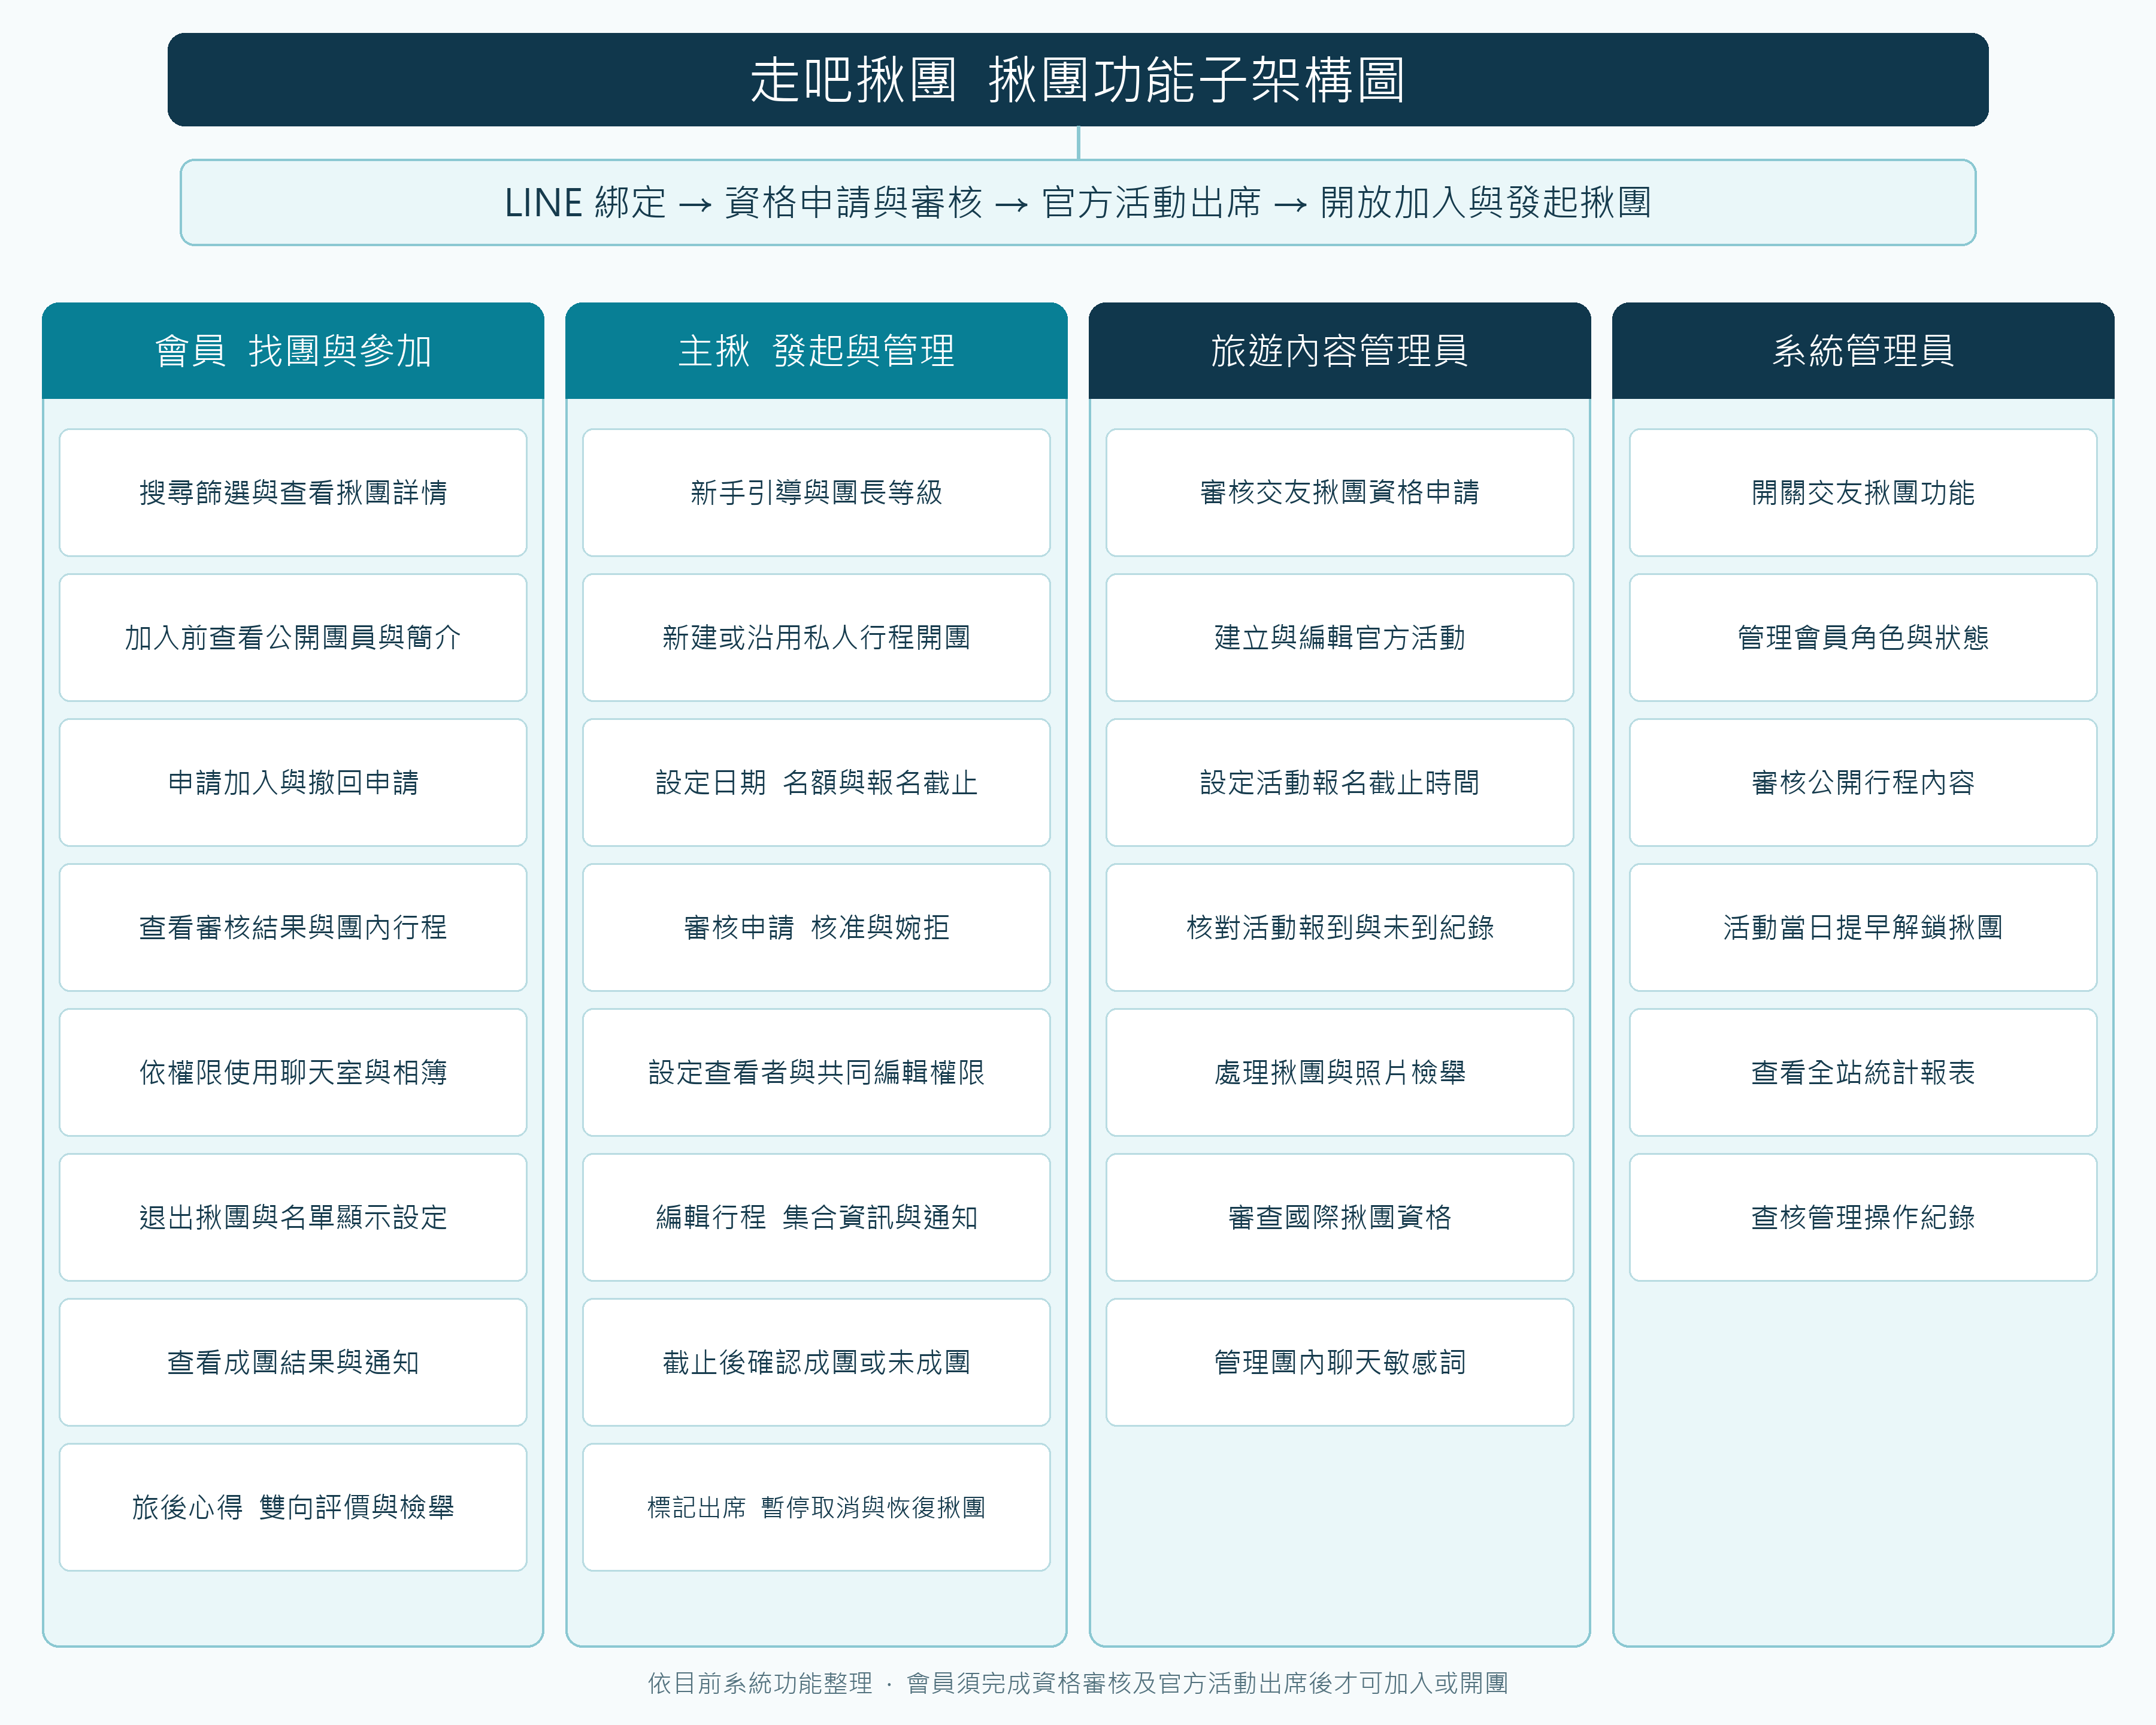 走吧揪團 揪團功能子架構圖
LINE 綁定 → 資格申請與審核 → 官方活動出席 → 開放加入與發起揪團
會員 找團與參加
搜尋篩選與查看揪團詳情
加入前查看公開團員與簡介
申請加入與撤回申請
查看審核結果與團內行程
依權限使用聊天室與相簿
退出揪團與名單顯示設定
查看成團結果與通知
旅後心得 雙向評價與檢舉
主揪 發起與管理
新手引導與團長等級
新建或沿用私人行程開團
設定日期 名額與報名截止
審核申請 核准與婉拒
設定查看者與共同編輯權限
編輯行程 集合資訊與通知
截止後確認成團或未成團
標記出席 暫停取消與恢復揪團
旅遊內容管理員
審核交友揪團資格申請
建立與編輯官方活動
設定活動報名截止時間
核對活動報到與未到紀錄
處理揪團與照片檢舉
審查國際揪團資格
管理團內聊天敏感詞
系統管理員
開關交友揪團功能
管理會員角色與狀態
審核公開行程內容
活動當日提早解鎖揪團
查看全站統計報表
查核管理操作紀錄
依目前系統功能整理 · 會員須完成資格審核及官方活動出席後才可加入或開團